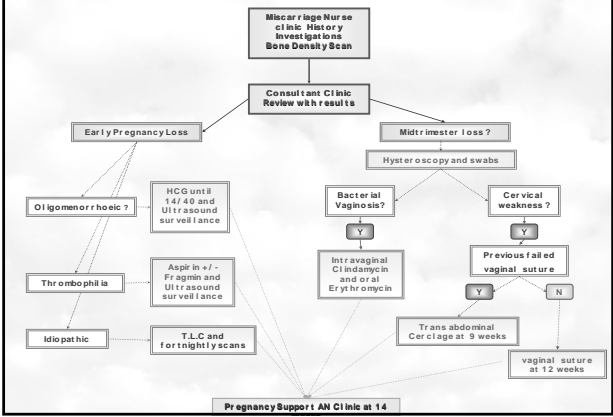 Miscarriage Nurse
clinic History
Investigations
Bone Density Scan
Consultant Clinic
Review with results
Early Pregnancy Loss
Midtrimester loss?
Hysteroscopy and swabs
Oligomenorrhoeic?
HCG until
14/40 and
Ultrasound
surveillance
Bacterial
Vaginosis?
Cervical
weakness?
Y
Y
Previous failed
vaginal suture
Intravaginal
Clindamycin
and oral
Erythromycin
Thrombophilia
Aspirin +/-
Fragmin and
Ultrasound
surveillance
Y
N
Trans abdominal
Cerclage at 9 weeks
Idiopathic
T.L.C and
fortnightly scans
vaginal suture
at 12 weeks
Pregnancy Support AN Clinic at 14